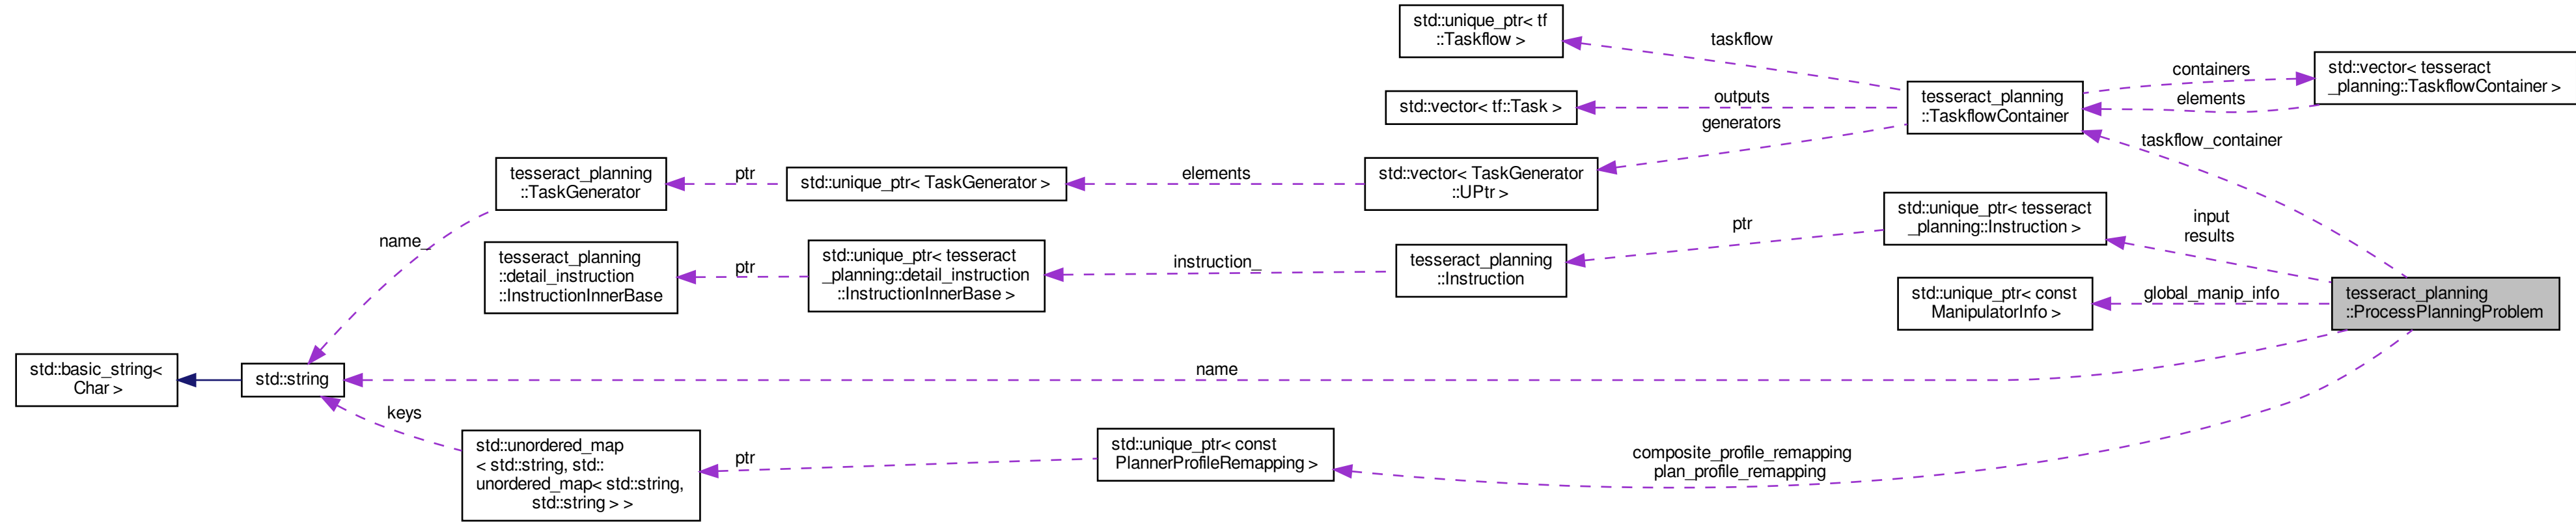 std::unique_ptr< tf
::Taskflow >
taskflow
std::vector< tesseract
_planning::TaskflowContainer >
containers
elements
tesseract_planning
::TaskflowContainer
std::vector< tf::Task >
outputs
generators
taskflow_container
tesseract_planning
::TaskGenerator
ptr
std::unique_ptr< TaskGenerator >
elements
std::vector< TaskGenerator
::UPtr >
std::unique_ptr< tesseract
_planning::Instruction >
input
results
name_
tesseract_planning
::detail_instruction
::InstructionInnerBase
ptr
std::unique_ptr< tesseract
_planning::detail_instruction
::InstructionInnerBase >
instruction_
tesseract_planning
::Instruction
ptr
std::unique_ptr< const
ManipulatorInfo >
global_manip_info
tesseract_planning
::ProcessPlanningProblem
std::basic_string<
Char >
std::string
name
keys
std::unordered_map
< std::string, std::
unordered_map< std::string,
std::string > >
ptr
std::unique_ptr< const
PlannerProfileRemapping >
composite_profile_remapping
plan_profile_remapping